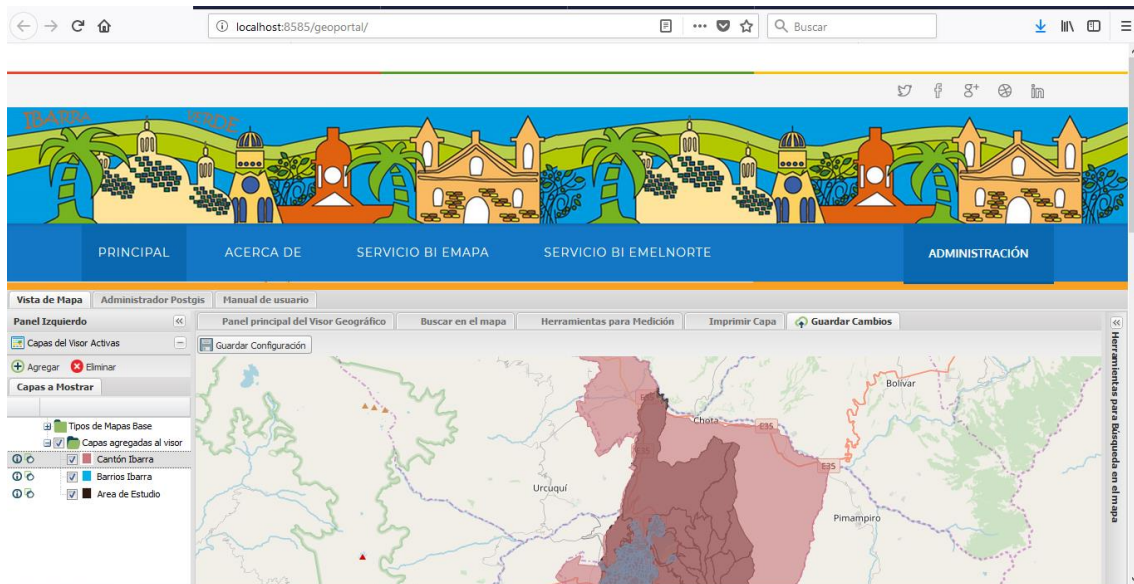 localhost:8585/geoportal/
Buscar
IBARRA VERDE
PRINCIPAL ACERCA DE SERVICIO BI EMAPA SERVICIO BI EMELNORTE ADMINISTRACIÓN
Vista de Mapa Administrador Postgis Manual de usuario
Panel Izquierdo
Panel principal del Visor Geográfico Buscar en el mapa Herramientas para Medición Imprimir Capa Guardar Cambios
Capas del Visor Activas
Guardar Configuración
Agregar Eliminar
Capas a Mostrar
Tipos de Mapas Base
Capas agregadas al visor
Cantón Ibarra
Barrios Ibarra
Area de Estudio
Herramientas para Búsqueda en el mapa
Bolívar
E35
Chota
E35
E35
Urcuquí
Pimampiro